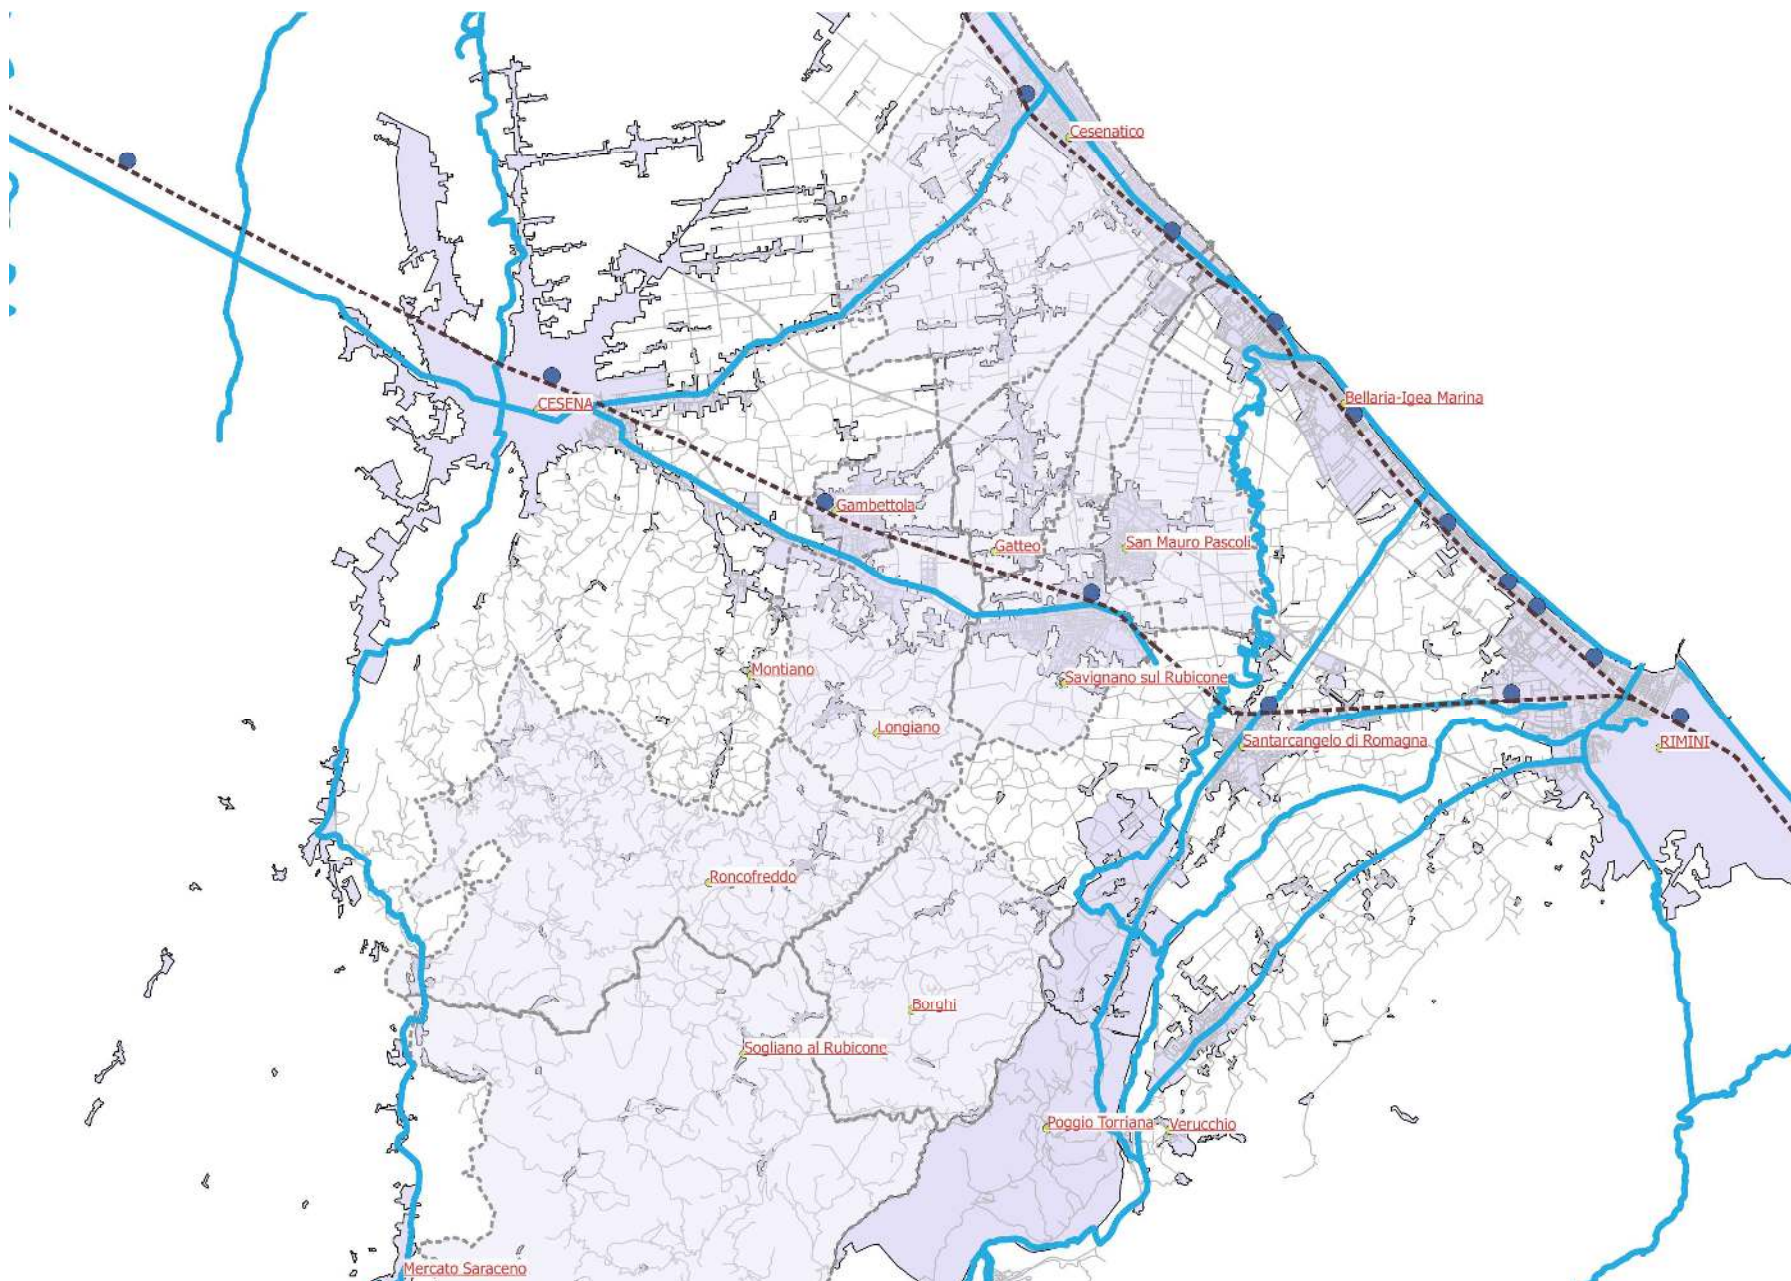 Cesenatico
CESENA
Bellaria-Igea Marina
Gambettola
Gatteo
San Mauro Pascoli
Montiano
Savignano sul Rubicone
Longiano
Santarcangelo di Romagna
RIMINI
Roncofreddo
Borghi
Sogliano al Rubicone
Poggio Torriana
Verucchio
Mercato Saraceno